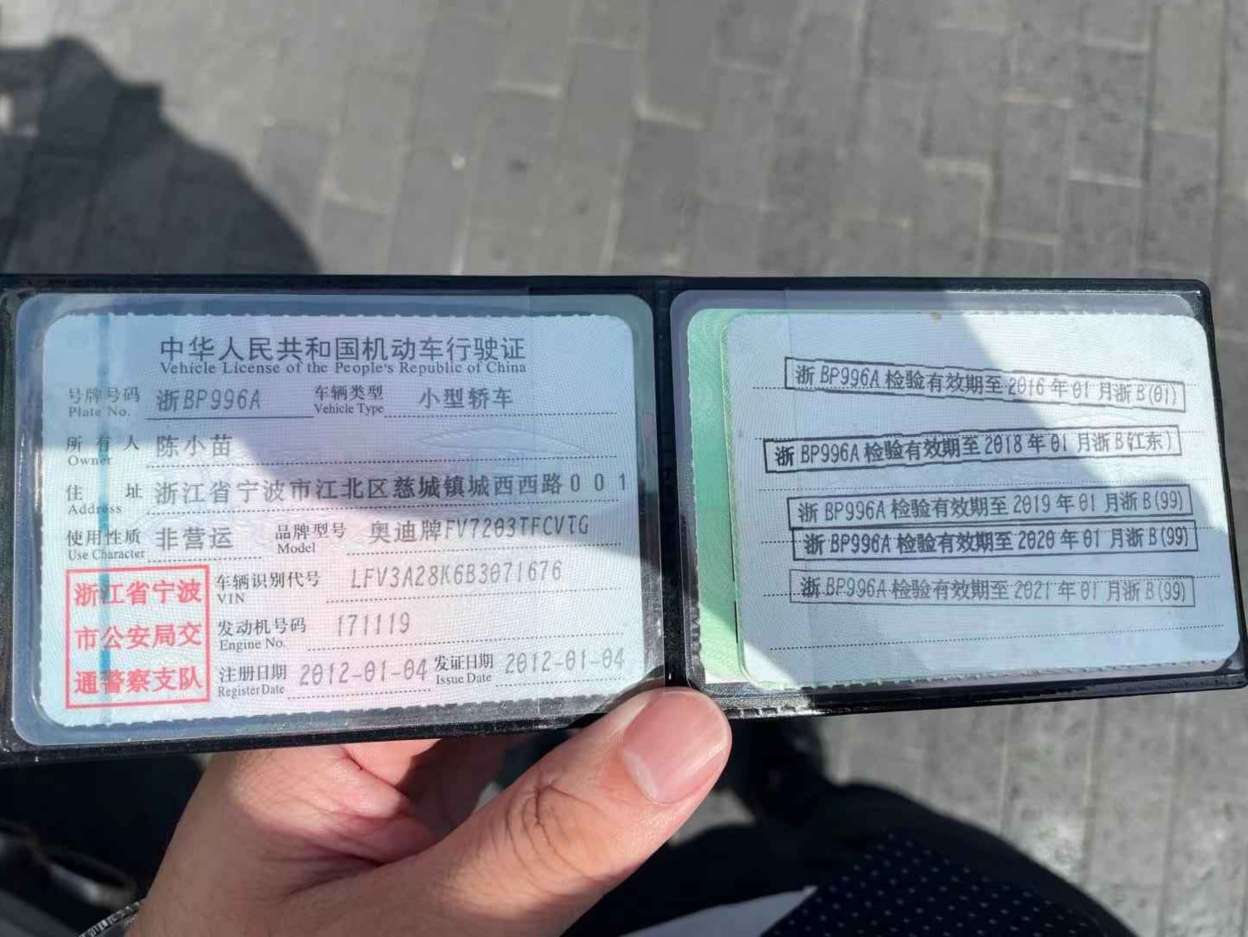 中华人民共和国机动车行驶证
Vehicle License of the People's Republic of China
号牌号码 浙BP996A 车辆类型 小型轿车
Plate No. Vehicle Type
所有人 陈小苗
Owner
住址 浙江省宁波市江北区慈城镇城西西路001
Address
使用性质 非营运 品牌型号 奥迪牌FV7203TFCVTG
Use Character Model
车辆识别代号 LFV3A28K6B3071676
VIN
发动机号码 171119
Engine No.
注册日期 2012-01-04 发证日期 2012-01-04
Register Date Issue Date
浙江省宁波
市公安局交
通警察支队
浙BP996A检验有效期至2016年01月浙B(01)
浙BP996A检验有效期至2018年01月浙B(江东)
浙BP996A检验有效期至2019年01月浙B(99)
浙BP996A检验有效期至2020年01月浙B(99)
浙BP996A检验有效期至2021年01月浙B(99)